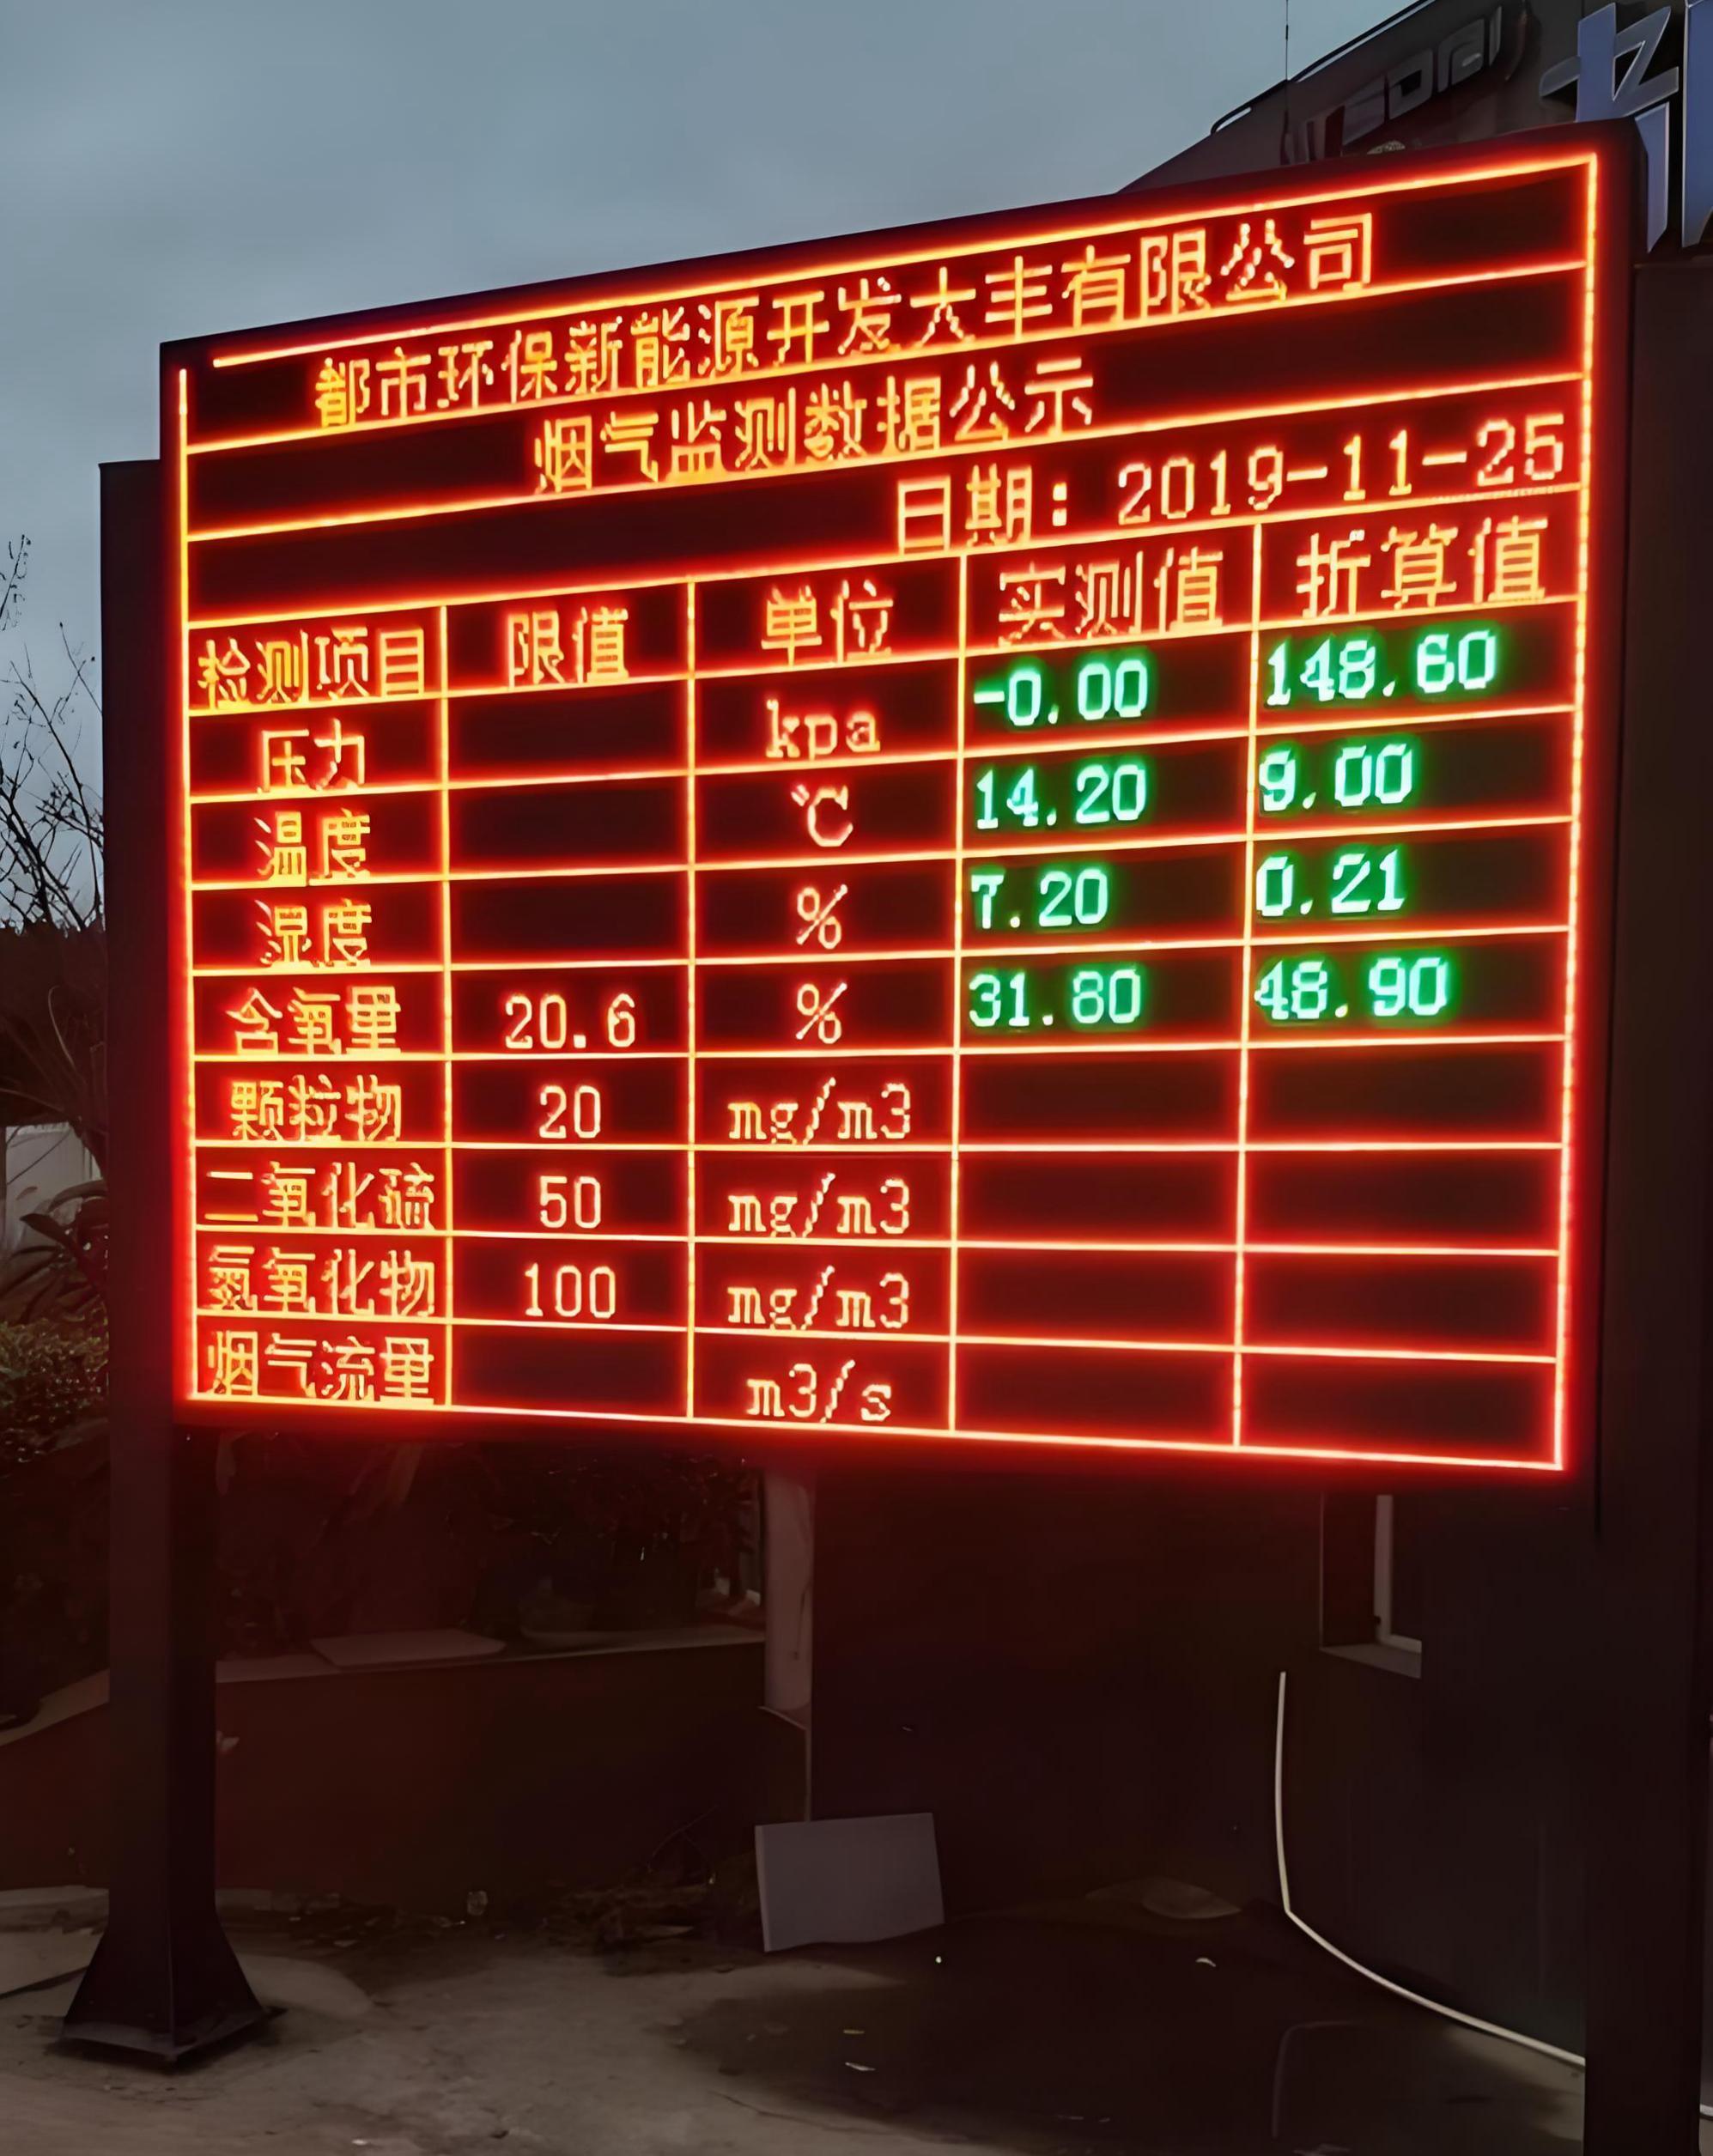 都市环保新能源开发大丰有限公司
烟气监测数据公示
日期：2019-11-25
检测项目 限值 单位 实测值 折算值
压力 kpa -0.00 148.60
温度 ℃ 14.20 9.00
湿度 % 7.20 0.21
含氧量 20.6 % 31.80 48.90
颗粒物 20 mg/m3
二氧化硫 50 mg/m3
氮氧化物 100 mg/m3
烟气流量 m3/s